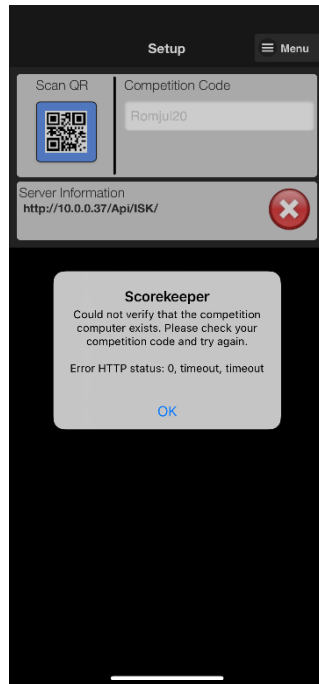 Setup
Menu
Scan QR
Competition Code
Romjul20
Server Information
http://10.0.0.37/Api/ISK/
Scorekeeper
Could not verify that the competition
computer exists. Please check your
competition code and try again.
Error HTTP status: 0, timeout, timeout
OK